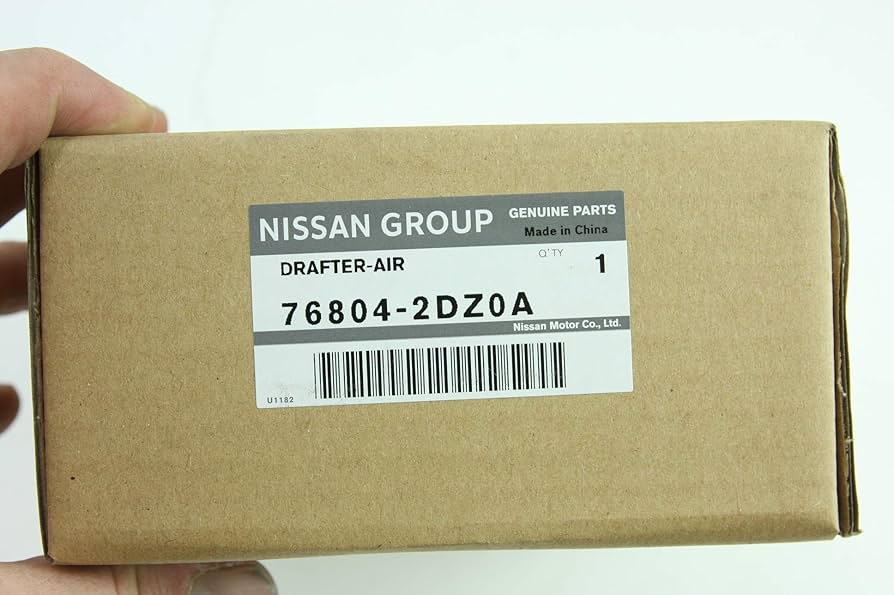 NISSAN GROUP GENUINE PARTS
Made in China
DRAFTER-AIR Q'TY 1
76804-2DZ0A
Nissan Motor Co., Ltd.
U1182